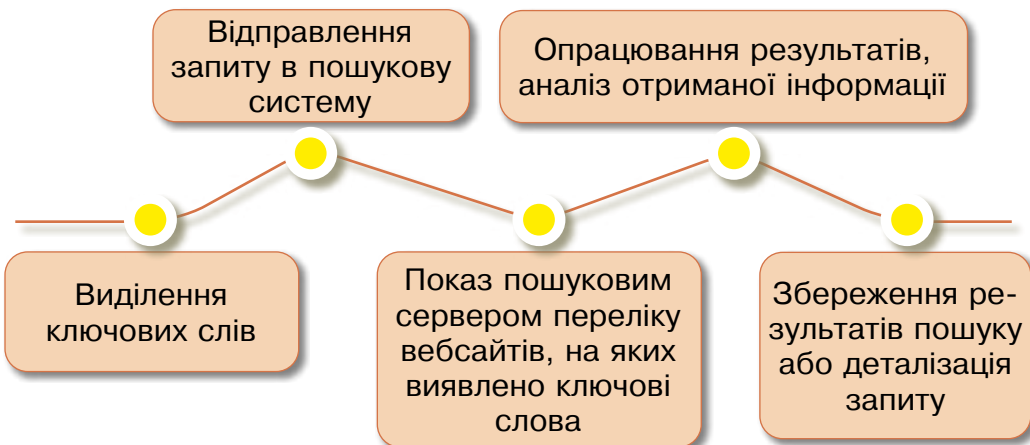 Виділення
ключових слів
Відправлення
запиту в пошукову
систему
Показ пошуковим
сервером переліку
вебсайтів, на яких
виявлено ключові
слова
Опрацювання результатів,
аналіз отриманої інформації
Збереження ре-
зультатів пошуку
або деталізація
запиту